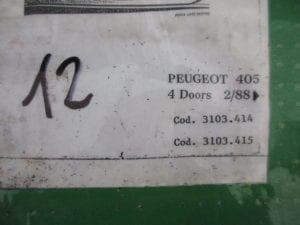 12
PEUGEOT 405
4 Doors 2/88
Cod. 3103.414
Cod. 3103.415